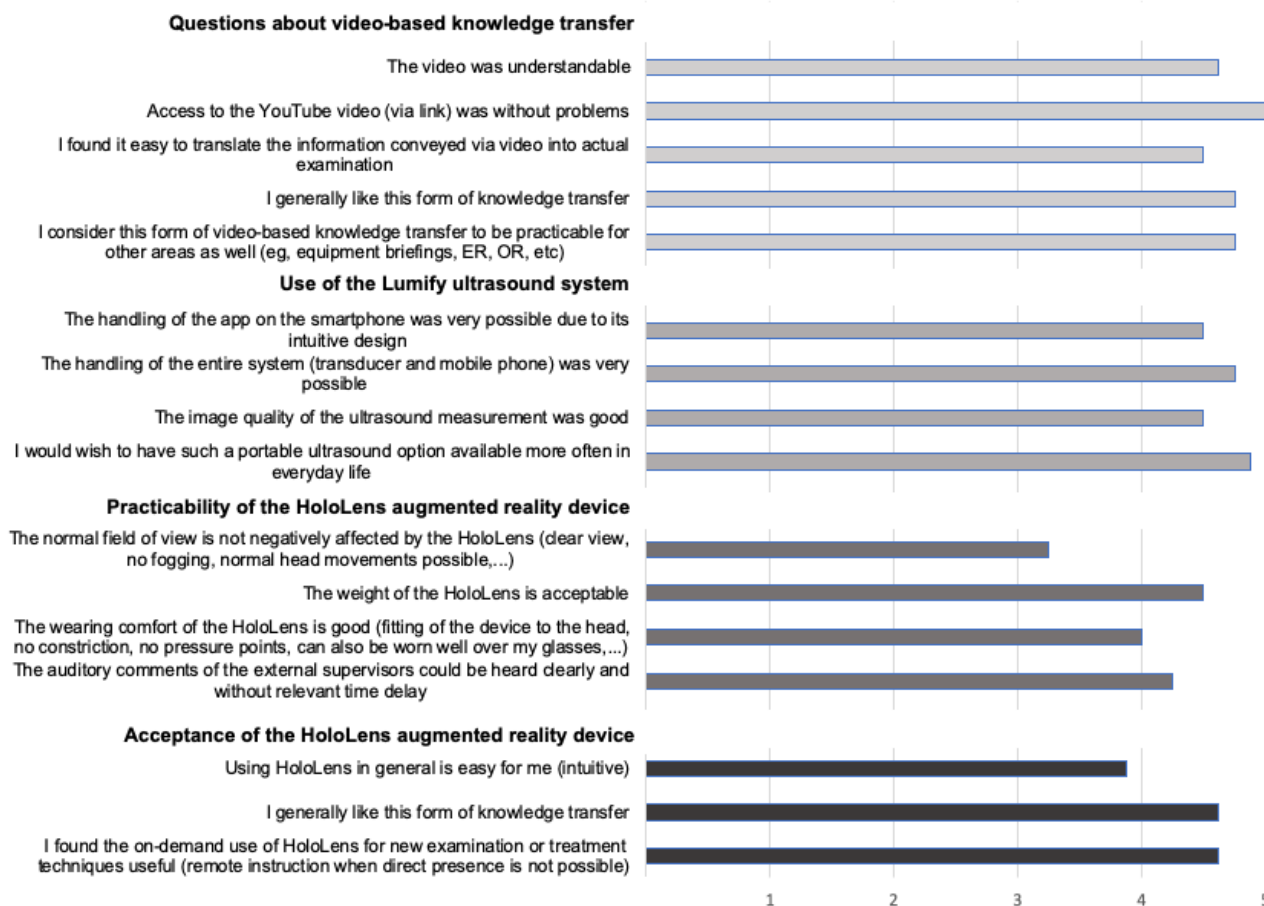 Questions about video-based knowledge transfer
The video was understandable
Access to the YouTube video (via link) was without problems
I found it easy to translate the information conveyed via video into actual
examination
I generally like this form of knowledge transfer
I consider this form of video-based knowledge transfer to be practicable for
other areas as well (eg, equipment briefings, ER, OR, etc)
Use of the Lumify ultrasound system
The handling of the app on the smartphone was very possible due to its
intuitive design
The handling of the entire system (transducer and mobile phone) was very
possible
The image quality of the ultrasound measurement was good
I would wish to have such a portable ultrasound option available more often in
everyday life
Practicability of the HoloLens augmented reality device
The normal field of view is not negatively affected by the HoloLens (clear view,
no fogging, normal head movements possible,...)
The weight of the HoloLens is acceptable
The wearing comfort of the HoloLens is good (fitting of the device to the head,
no constriction, no pressure points, can also be worn well over my glasses,...)
The auditory comments of the external supervisors could be heard clearly and
without relevant time delay
Acceptance of the HoloLens augmented reality device
Using HoloLens in general is easy for me (intuitive)
I generally like this form of knowledge transfer
I found the on-demand use of HoloLens for new examination or treatment
techniques useful (remote instruction when direct presence is not possible)
1 2 3 4 5